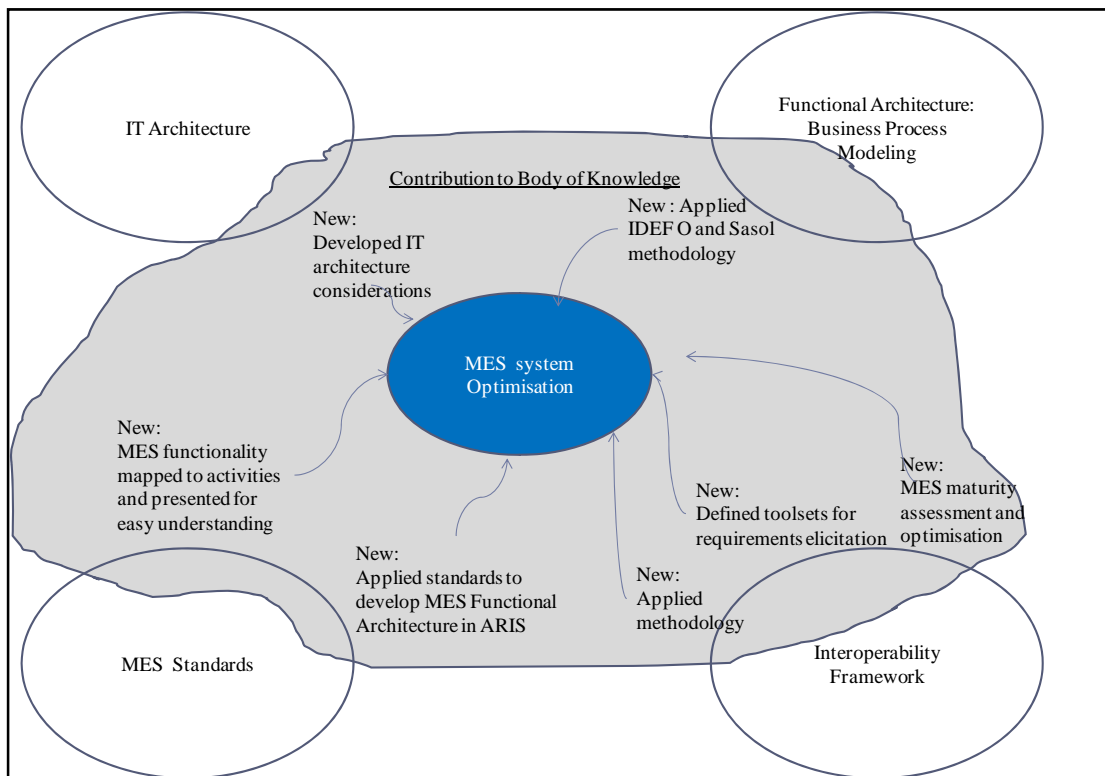 IT Architecture
Functional Architecture:
Business Process
Modeling
Contribution to Body of Knowledge
New:
Developed IT
architecture
considerations
New : Applied
IDEF O and Sasol
methodology
MES system
Optimisation
New:
MES functionality
mapped to activities
and presented for
easy understanding
New:
Applied standards to
develop MES Functional
Architecture in ARIS
New:
Applied
methodology
New:
Defined toolsets for
requirements elicitation
New:
MES maturity
assessment and
optimisation
MES Standards
Interoperability
Framework